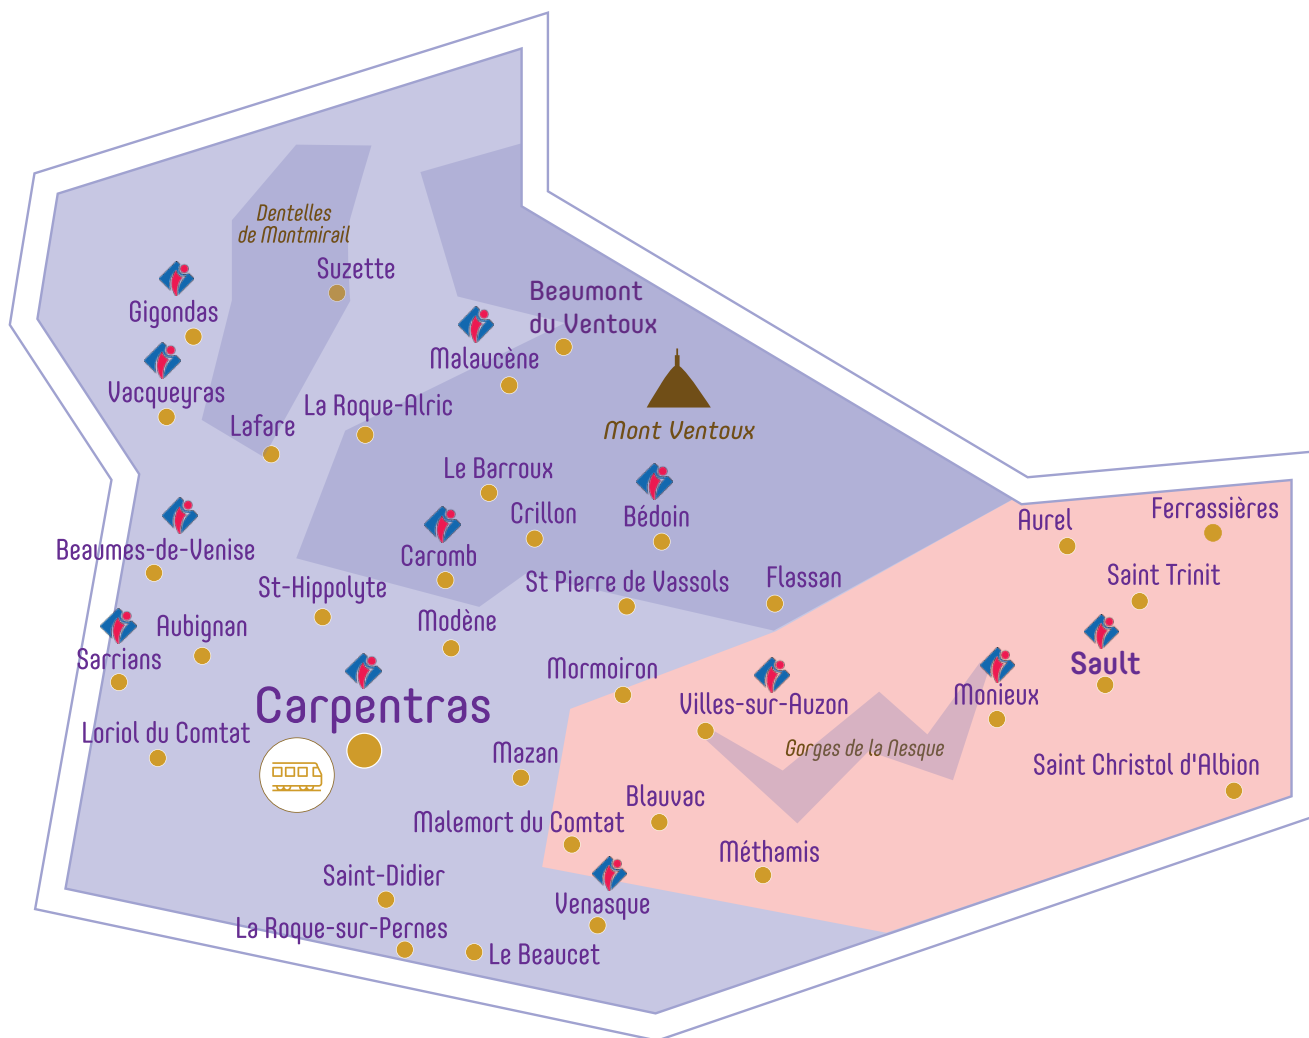 Dentelles
de Montmirail
Suzette
Gigondas
Beaumont
du Ventoux
Malaucène
Vacqueyras
La Roque-Alric
Lafare
Mont Ventoux
Le Barroux
Crillon
Bédoin
Aurel
Ferrassières
Beaumes-de-Venise
Caromb
St-Hippolyte
St Pierre de Vassols
Flassan
Saint Trinit
Aubignan
Modène
Sarrians
Mormoiron
Sault
Carpentras
Villes-sur-Auzon
Monieux
Loriol du Comtat
Mazan
Gorges de la Nesque
Saint Christol d'Albion
Blauvac
Malemort du Comtat
Méthamis
Saint-Didier
Venasque
La Roque-sur-Pernes
Le Beaucet